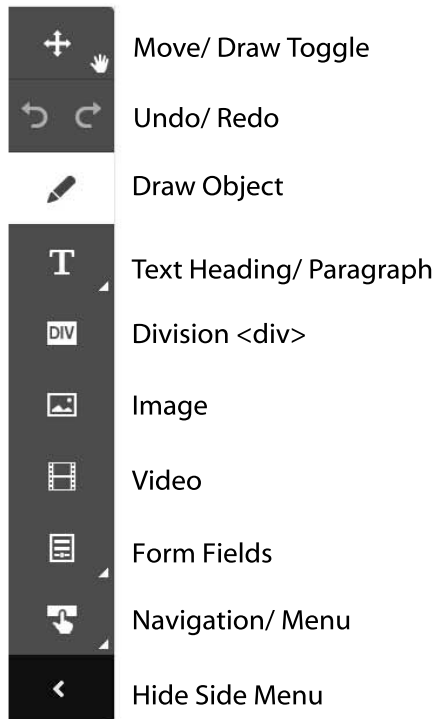 Move/ Draw Toggle
Undo/ Redo
Draw Object
T
Text Heading/ Paragraph
DIV
Division <div>
Image
Video
Form Fields
Navigation/ Menu
Hide Side Menu